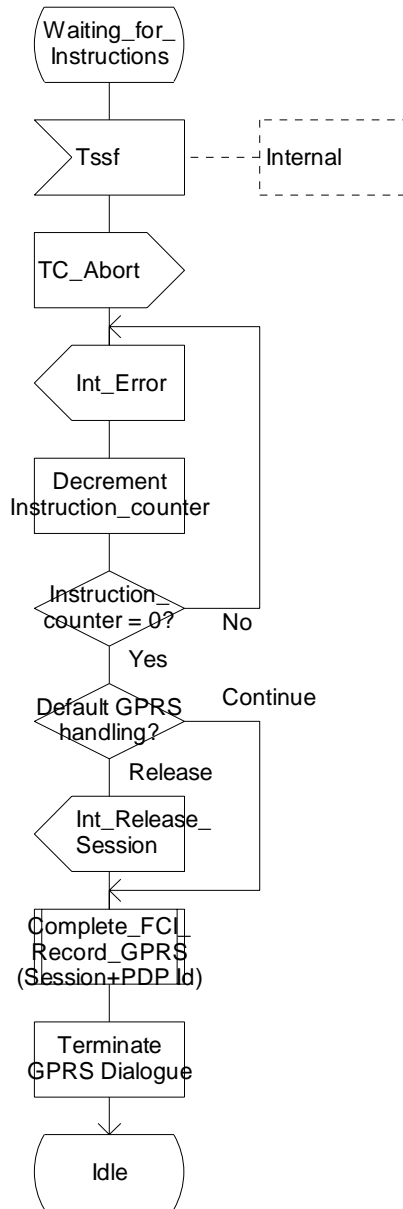 Waiting_for_
Instructions
Tssf
Internal
TC_Abort
Int_Error
Decrement
Instruction_counter
Instruction_
counter = 0?
No
Yes
Default GPRS
handling?
Continue
Release
Int_Release_
Session
Complete_FCI_
Record_GPRS
(Session+PDP Id)
Terminate
GPRS Dialogue
Idle